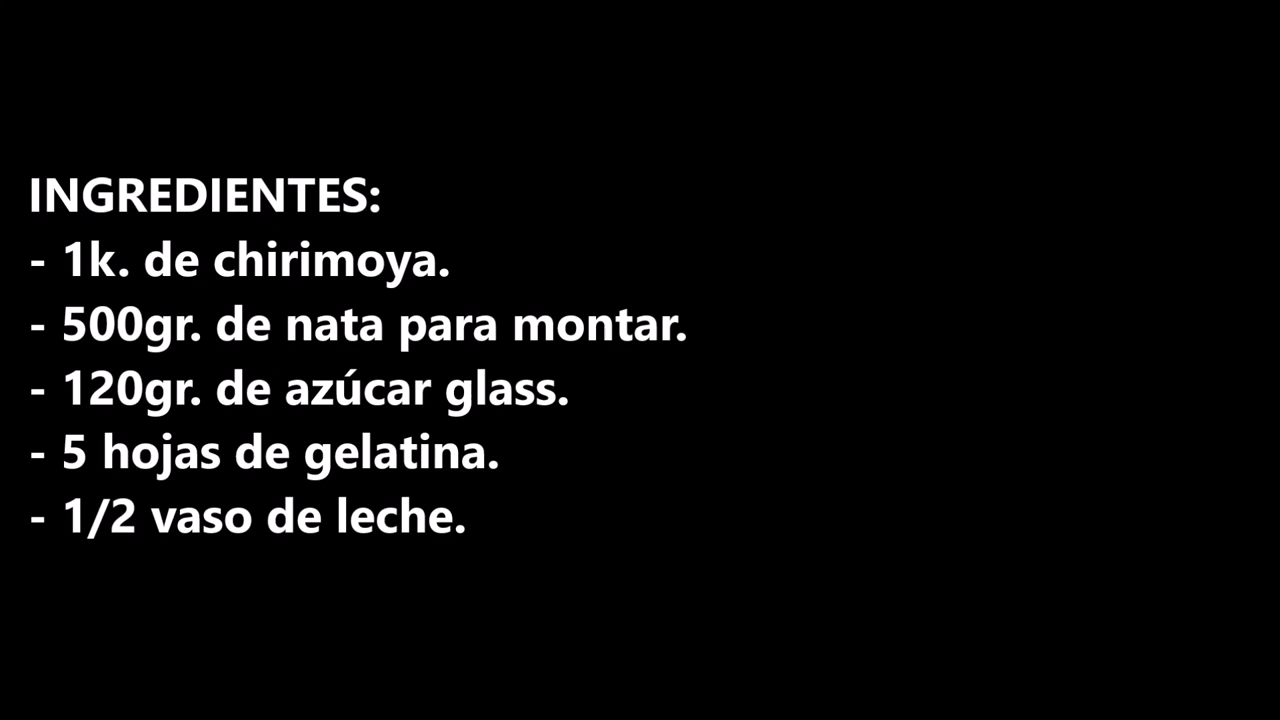 INGREDIENTES:
- 1k. de chirimoya.
- 500gr. de nata para montar.
- 120gr. de azúcar glass.
- 5 hojas de gelatina.
- 1/2 vaso de leche.